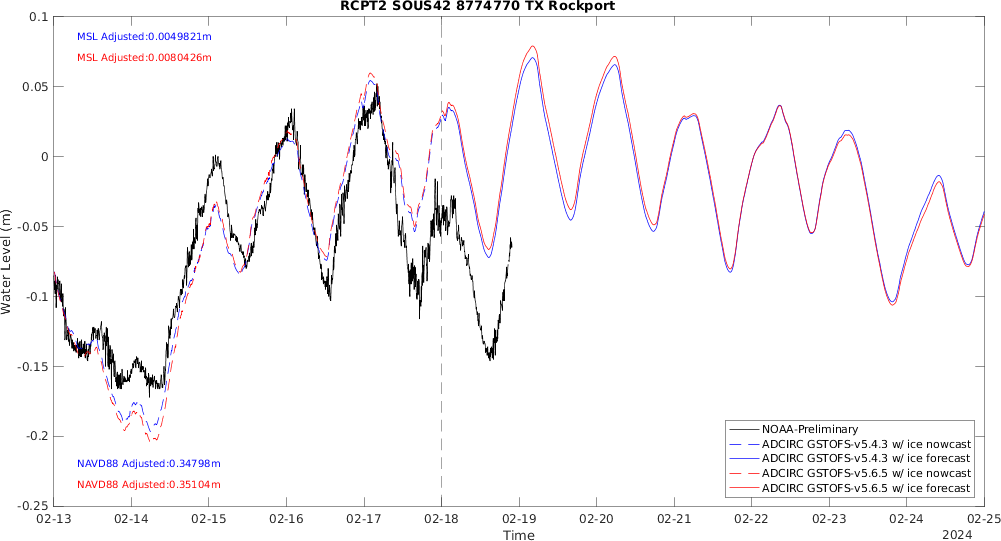 RCPT2 SOUS42 8774770 TX Rockport
MSL Adjusted:0.0049821m
MSL Adjusted:0.0080426m
0.1
0.05
0
-0.05
-0.1
-0.15
-0.2
-0.25
Water Level (m)
NAVD88 Adjusted:0.34798m
NAVD88 Adjusted:0.35104m
NOAA-Preliminary
ADCIRC GSTOFS-v5.4.3 w/ ice nowcast
ADCIRC GSTOFS-v5.4.3 w/ ice forecast
ADCIRC GSTOFS-v5.6.5 w/ ice nowcast
ADCIRC GSTOFS-v5.6.5 w/ ice forecast
02-13 02-14 02-15 02-16 02-17 02-18 02-19 02-20 02-21 02-22 02-23 02-24 02-25
Time
2024